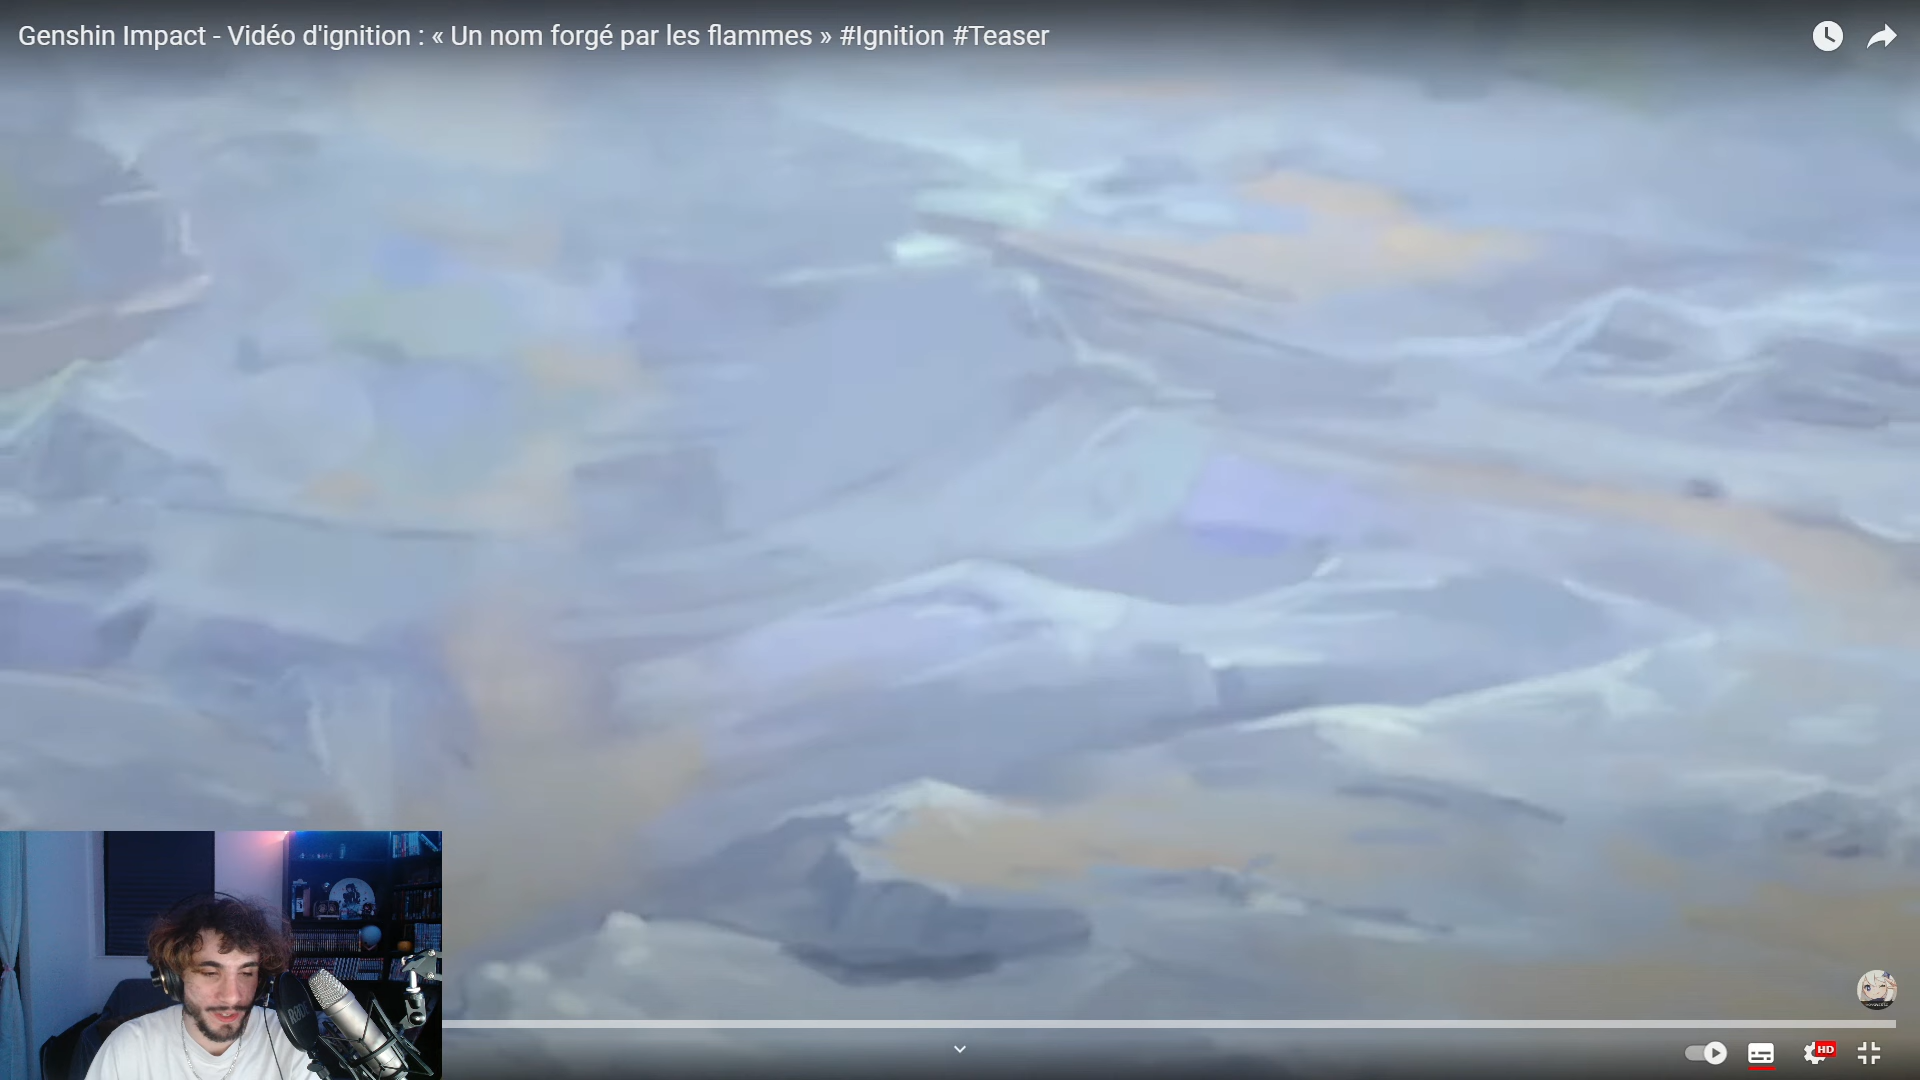 Genshin Impact - Vidéo d'ignition : « Un nom forgé par les flammes » #Ignition #Teaser
HD